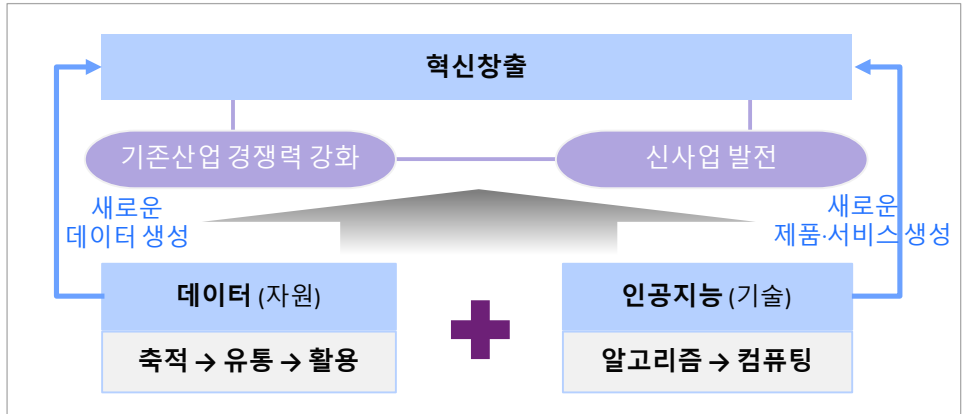 혁신창출
기존산업 경쟁력 강화
신사업 발전
새로운
데이터 생성
새로운
제품·서비스 생성
데이터 (자원)
인공지능 (기술)
축적 → 유통 → 활용
알고리즘 → 컴퓨팅